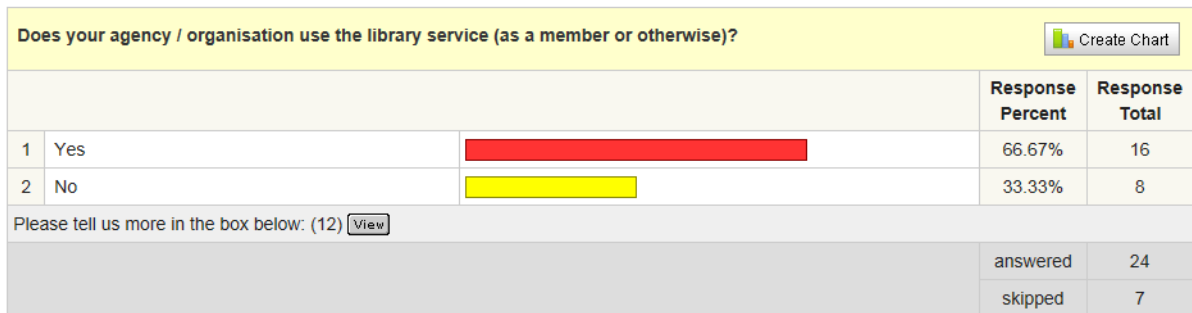 Does your agency / organisation use the library service (as a member or otherwise)? Create Chart
Response Percent Response Total
1 Yes 66.67% 16
2 No 33.33% 8
Please tell us more in the box below: (12) View
answered 24
skipped 7